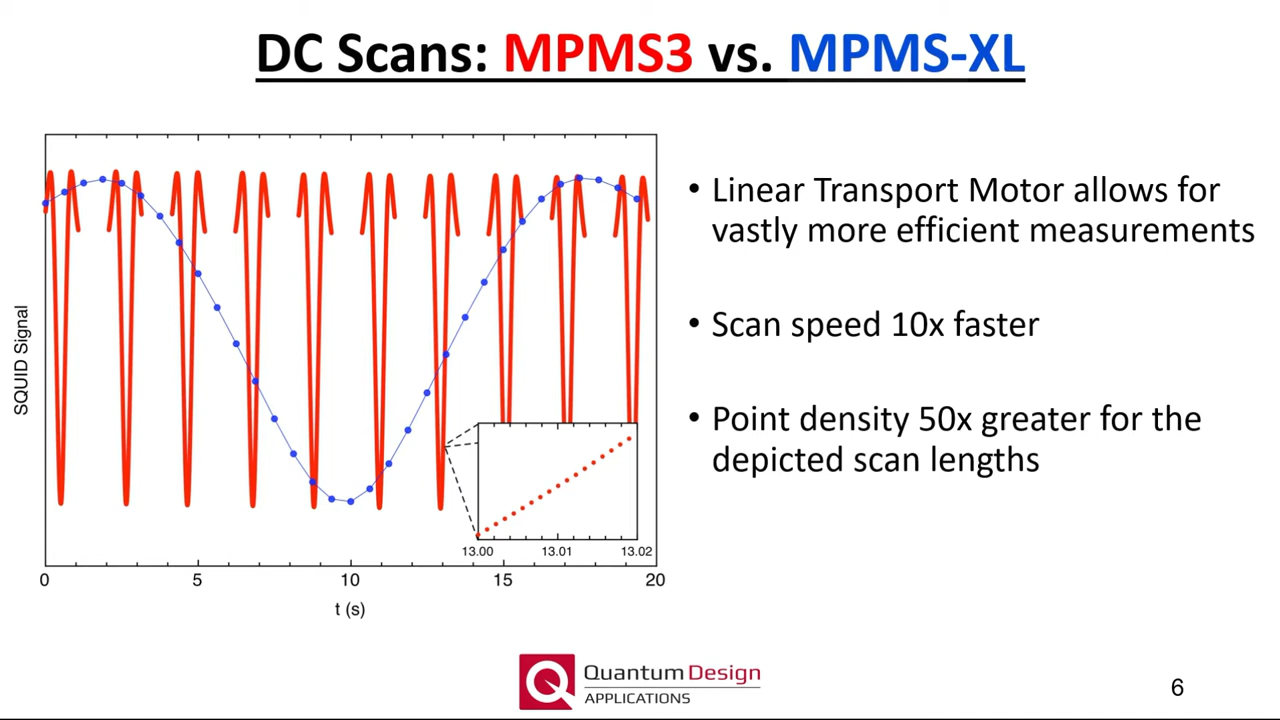 DC Scans: MPMS3 vs. MPMS-XL
• Linear Transport Motor allows for
vastly more efficient measurements
• Scan speed 10x faster
• Point density 50x greater for the
depicted scan lengths
SQUID Signal
13.00 13.01 13.02
0 5 10 15 20
t (s)
Quantum Design
APPLICATIONS
6